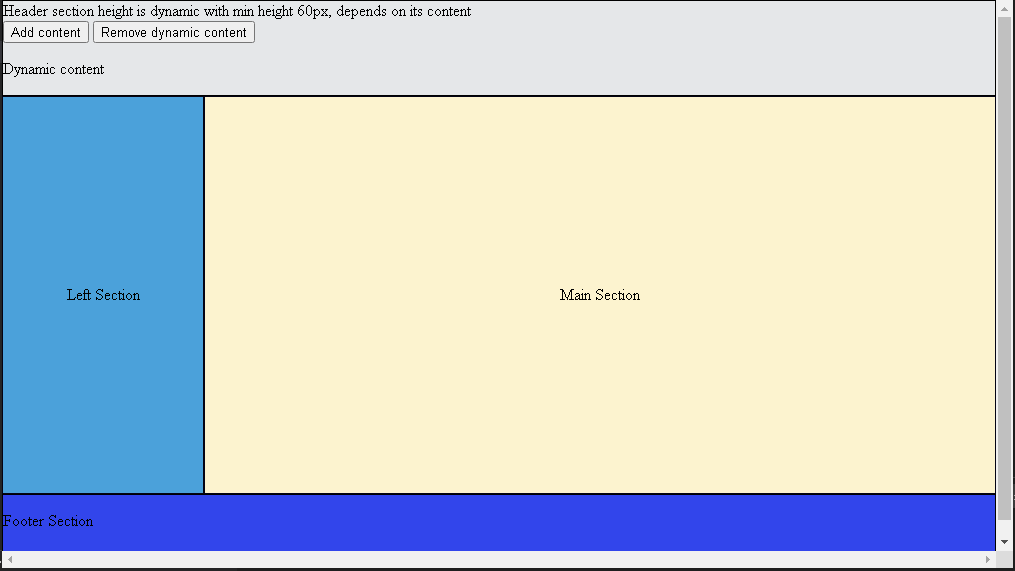 Header section height is dynamic with min height 60px, depends on its content
Add content Remove dynamic content
Dynamic content
Left Section Main Section
Footer Section